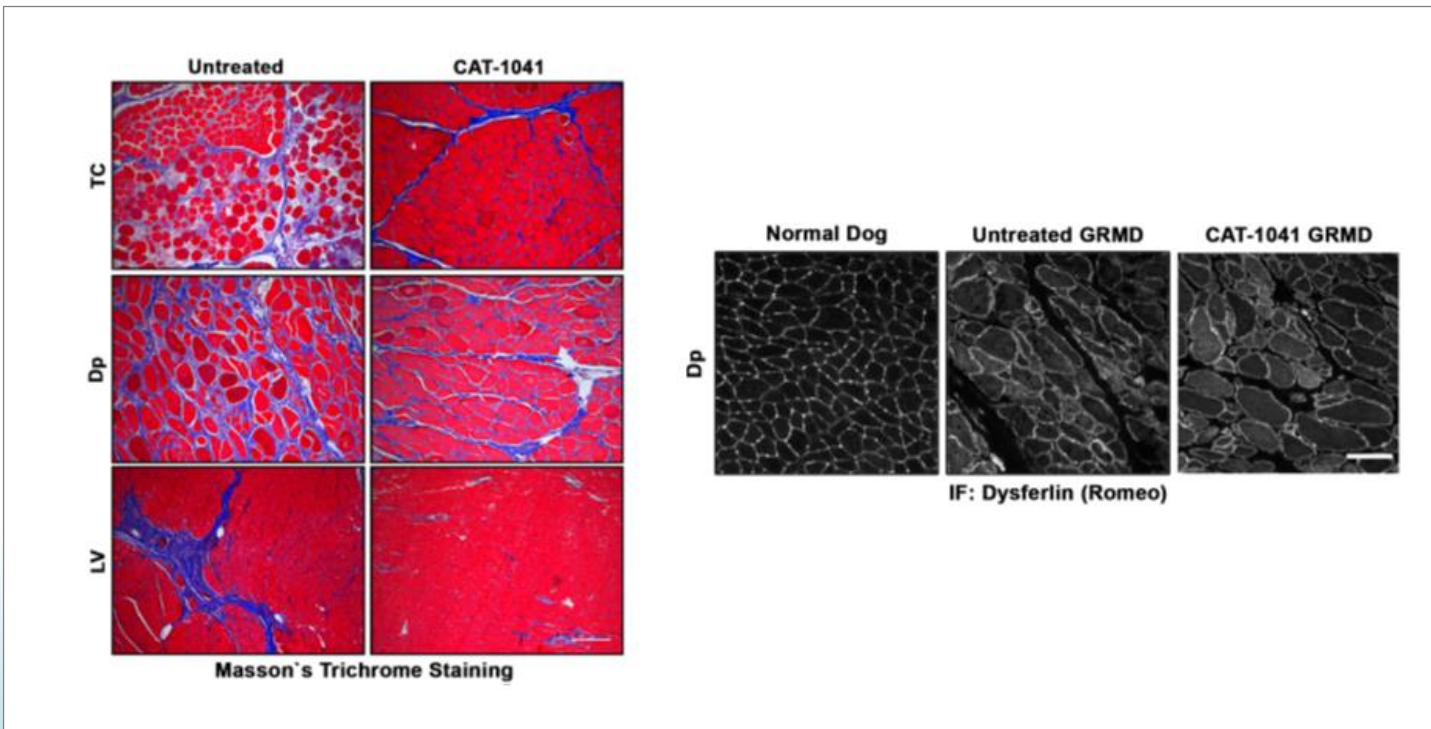 Untreated
CAT-1041
TC
Dp
LV
Masson`s Trichrome Staining
Normal Dog
Untreated GRMD
CAT-1041 GRMD
Dp
IF: Dysferlin (Romeo)